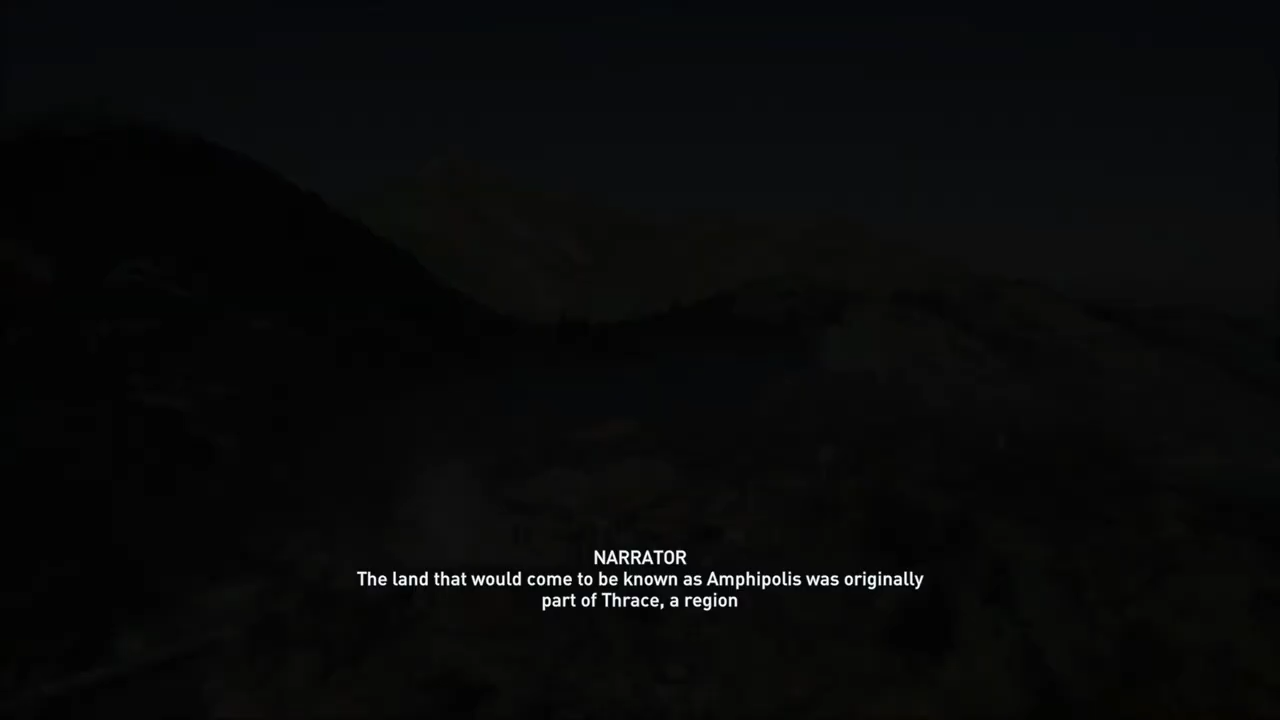 NARRATOR
The land that would come to be known as Amphipolis was originally
part of Thrace, a region